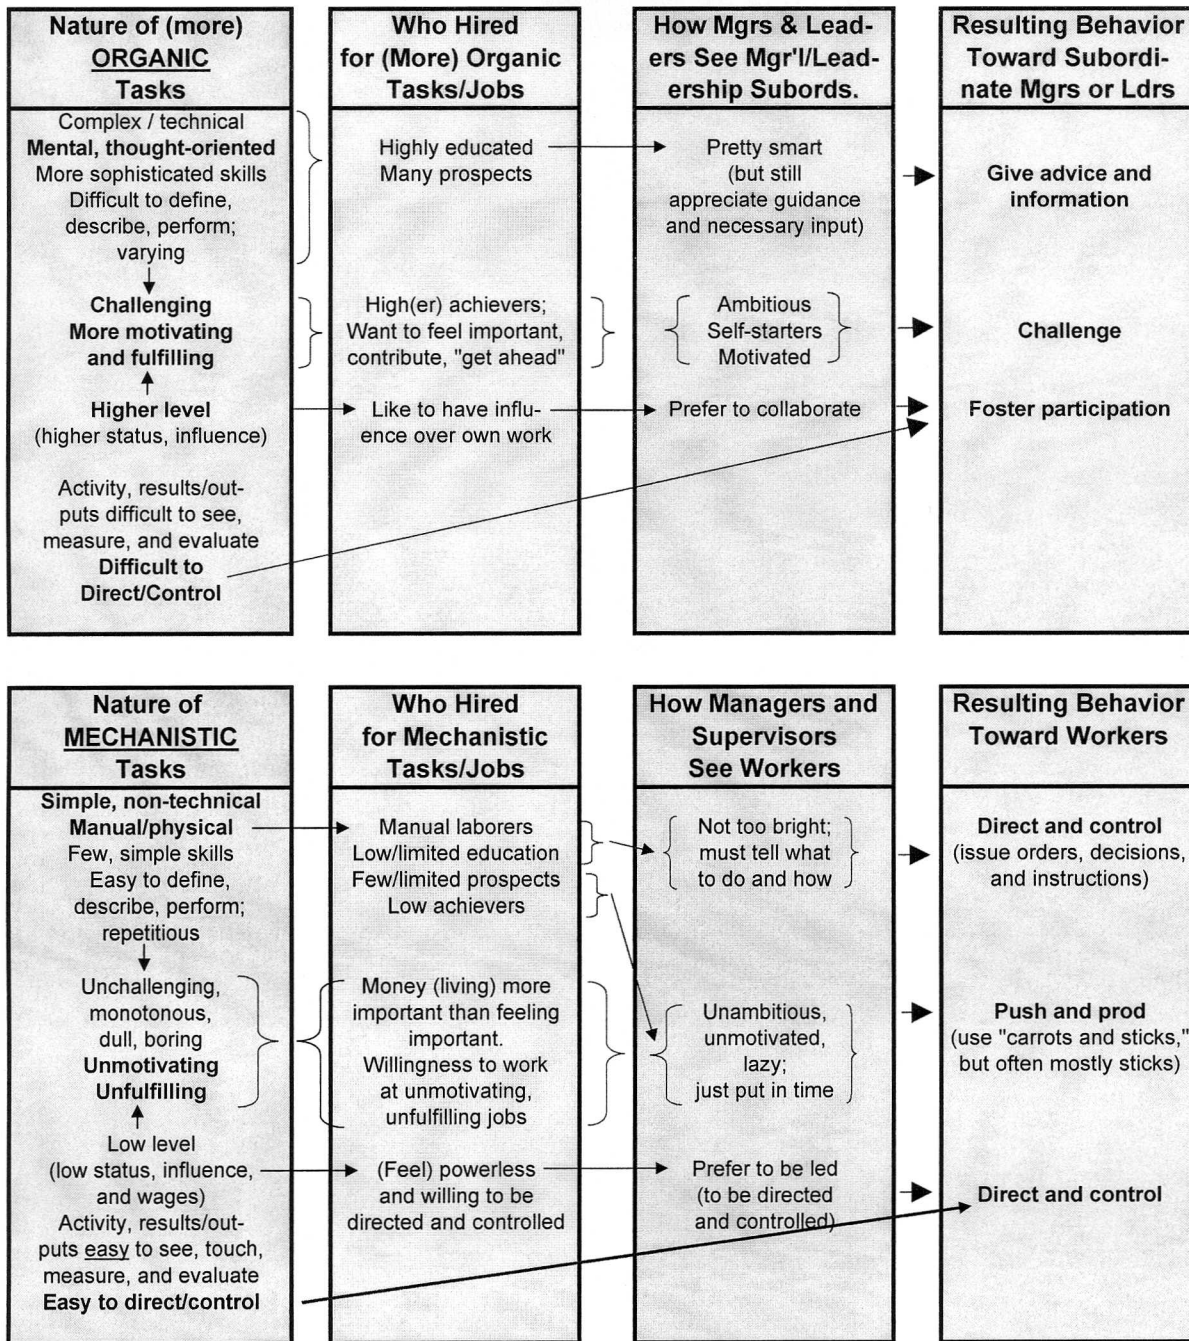 Nature of (more)
ORGANIC
Tasks
Complex / technical
Mental, thought-oriented
More sophisticated skills
Difficult to define,
describe, perform;
varying
Challenging
More motivating
and fulfilling
Higher level
(higher status, influence)
Activity, results/out-
puts difficult to see,
measure, and evaluate
Difficult to
Direct/Control
Who Hired
for (More) Organic
Tasks/Jobs
Highly educated
Many prospects
High(er) achievers;
Want to feel important,
contribute, "get ahead"
Like to have influ-
ence over own work
How Mgrs & Lead-
ers See Mgr'l/Lead-
ership Subords.
Pretty smart
(but still
appreciate guidance
and necessary input)
Ambitious
Self-starters
Motivated
Prefer to collaborate
Resulting Behavior
Toward Subordi-
nate Mgrs or Ldrs
Give advice and
information
Challenge
Foster participation
Nature of
MECHANISTIC
Tasks
Simple, non-technical
Manual/physical
Few, simple skills
Easy to define,
describe, perform;
repetitious
Unchallenging,
monotonous,
dull, boring
Unmotivating
Unfulfilling
Low level
(low status, influence,
and wages)
Activity, results/out-
puts easy to see, touch,
measure, and evaluate
Easy to direct/control
Who Hired
for Mechanistic
Tasks/Jobs
Manual laborers
Low/limited education
Few/limited prospects
Low achievers
Money (living) more
important than feeling
important.
Willingness to work
at unmotivating,
unfulfilling jobs
(Feel) powerless
and willing to be
directed and controlled
How Managers and
Supervisors
See Workers
Not too bright;
must tell what
to do and how
Unambitious,
unmotivated,
lazy;
just put in time
Prefer to be led
(to be directed
and controlled)
Resulting Behavior
Toward Workers
Direct and control
(issue orders, decisions,
and instructions)
Push and prod
(use "carrots and sticks,"
but often mostly sticks)
Direct and control